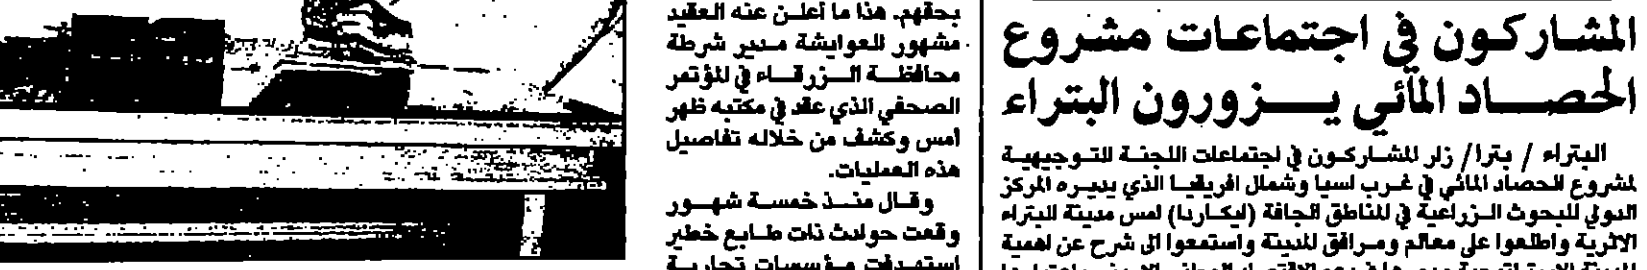 المشاركون في اجتماعات مشروع
الحصاد المائي يزورون البتراء
البتراء / بترا/ زار المشاركون في اجتماعات اللجنة التوجيهية
لمشروع الحصاد المائي في غرب اسيا وشمال افريقيا الذي يديره المركز
الدولي للبحوث الزراعية في المناطق الجافة (ايكاردا) امس مدينة البتراء
الاثرية واطلعوا على معالم ومرافق المدينة واستمعوا الى شرح عن اهمية
بحقهم. هذا ما أعلن عنه العقيد
مشهور العوايشة مدير شرطة
محافظة الزرقاء في المؤتمر
الصحفي الذي عقد في مكتبه ظهر
أمس وكشف من خلاله تفاصيل
هذه العمليات.
وقال منذ خمسة شهور
وقعت حوادث ذات طابع خطير
استهدفت مؤسسات تجارية